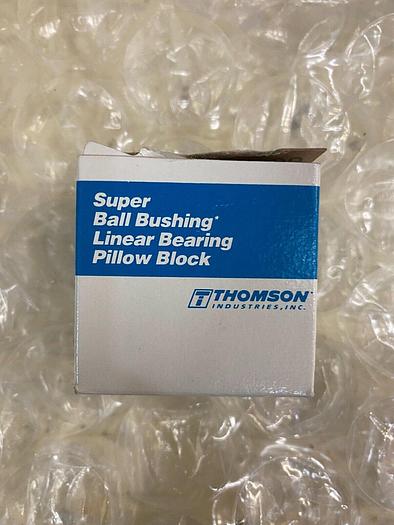 Super
Ball Bushing*
Linear Bearing
Pillow Block
THOMSON
INDUSTRIES, INC.